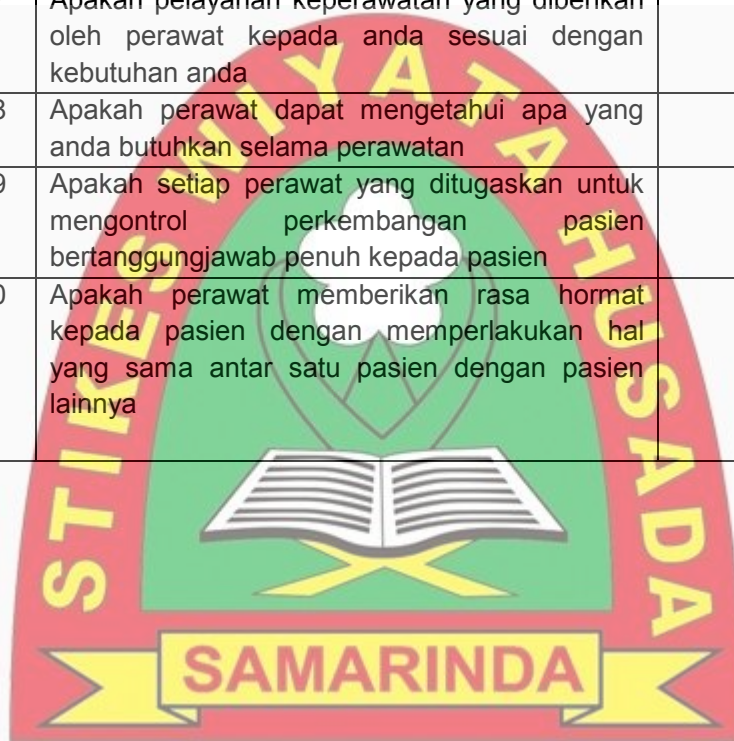 Apakah pelayanan keperawatan yang diberikan
oleh perawat kepada anda sesuai dengan
kebutuhan anda
8 Apakah perawat dapat mengetahui apa yang
anda butuhkan selama perawatan
9 Apakah setiap perawat yang ditugaskan untuk
mengontrol perkembangan pasien
bertanggungjawab penuh kepada pasien
0 Apakah perawat memberikan rasa hormat
kepada pasien dengan memperlakukan hal
yang sama antar satu pasien dengan pasien
lainnya
STIKES WIYATA HUSADA
SAMARINDA